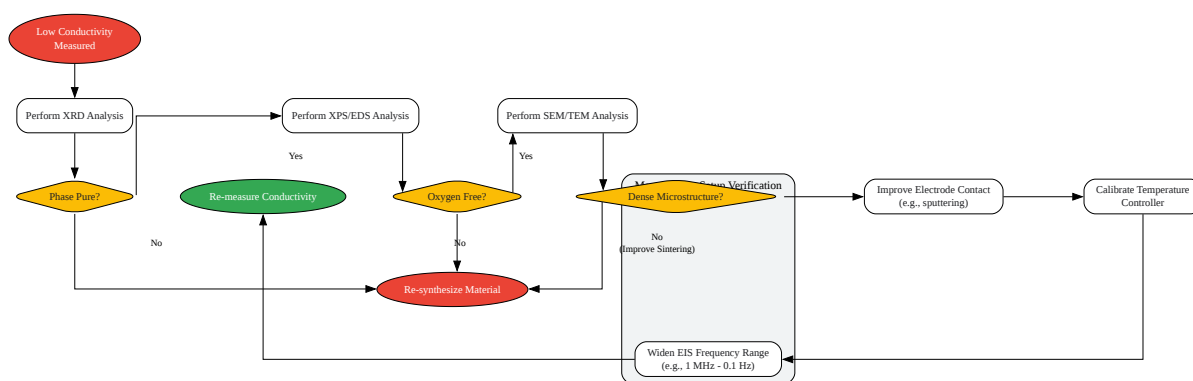 Low Conductivity
Measured
Perform XRD Analysis
Perform XPS/EDS Analysis
Perform SEM/TEM Analysis
Yes
Yes
Phase Pure?
Re-measure Conductivity
Oxygen Free?
Setup Verification
Dense Microstructure?
Improve Electrode Contact
(e.g., sputtering)
Calibrate Temperature
Controller
No
No
No
(Improve Sintering)
Re-synthesize Material
Widen EIS Frequency Range
(e.g., 1 MHz - 0.1 Hz)